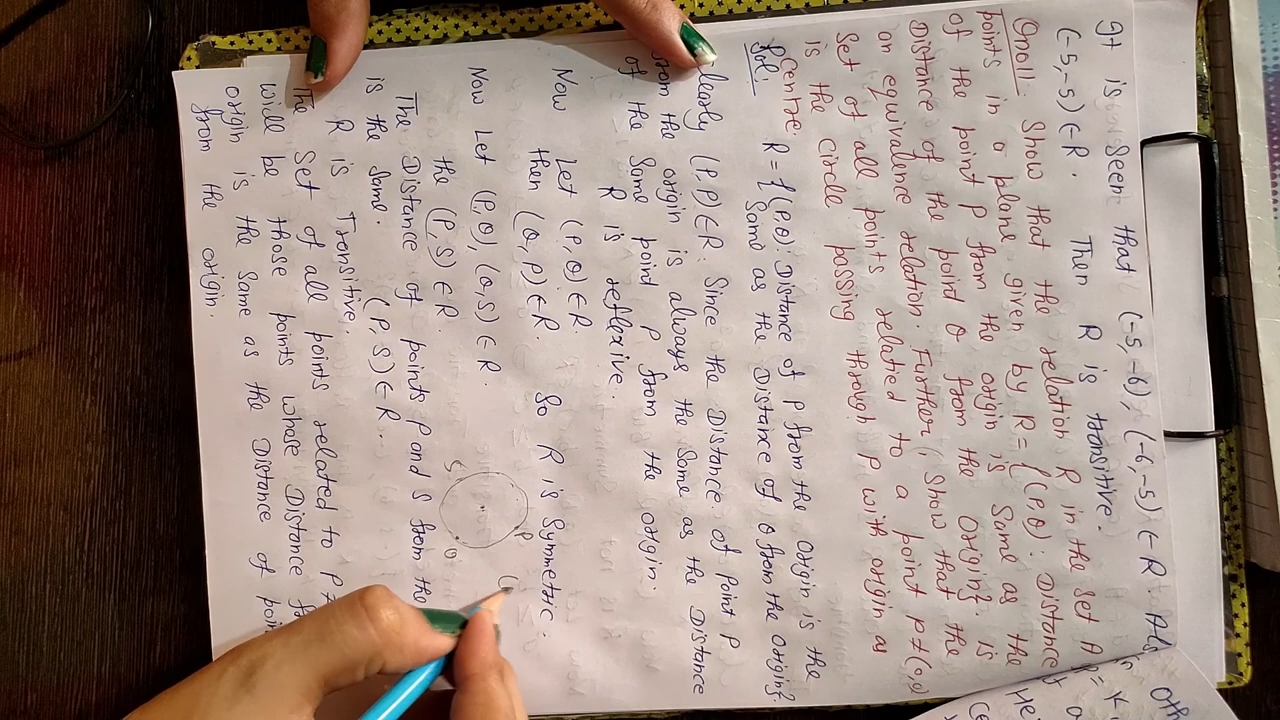 It is seen that (-5,-6), (-6,-5) ∈ R Als
(-5,-5) ∈ R. Then R is transitive.
Qno11:- Show that the relation R in the set A
points in a plane given by R = {(P,Q): Distance
of the point P from the origin is Same as the
Distance of the point Q from the Origin} is
an equivalence relation. Further, Show that the
Set of all points related to a point P≠(0,0)
is the Circle passing through P with origin as
Centre.
Sol:- R = {(P,Q): Distance of P from the origin is the
Same as the Distance of Q from the origin}
learly (P,P) ∈ R. Since the Distance of Point P
from the origin is always the Same as the Distance
of the Same point P from the origin.
R is reflexive.
Now Let (P,Q) ∈ R
then (Q,P) ∈ R. So R is Symmetric.
Now Let (P,Q), (Q,S) ∈ R.
the (P,S) ∈ R.
The Distance of points P and S from the
is the Same. (P,S) ∈ R.
R is Transitive.
The Set of all points related to P≠
will be those points whose Distance
origin is the Same as the Distance of poi
from the origin.
S
P
Q
(
Oth
He